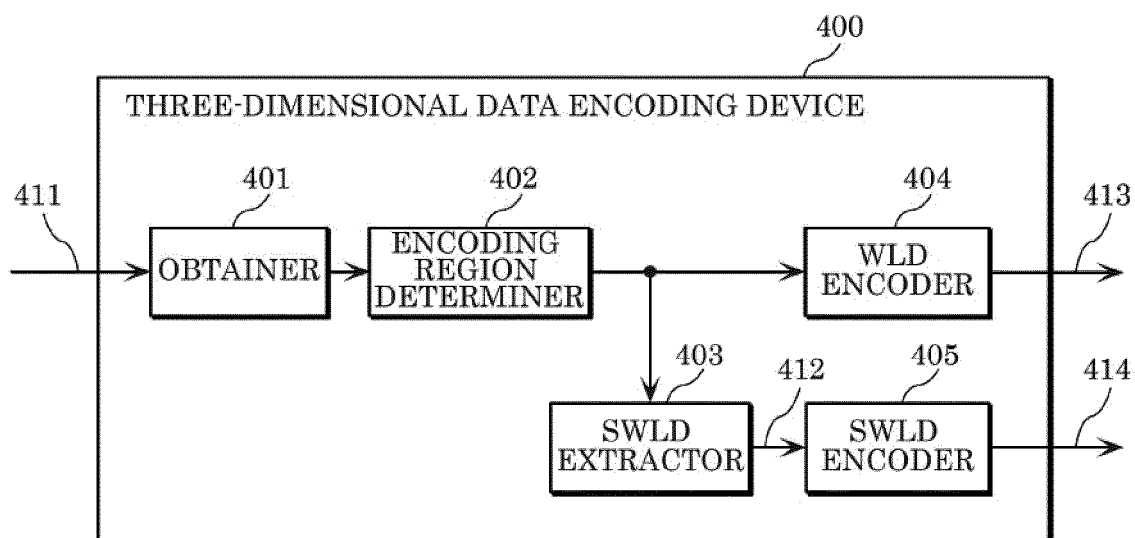 400
THREE-DIMENSIONAL DATA ENCODING DEVICE
411
401
402
404
413
OBTAINER
ENCODING
REGION
DETERMINER
WLD
ENCODER
403
412
405
414
SWLD
EXTRACTOR
SWLD
ENCODER